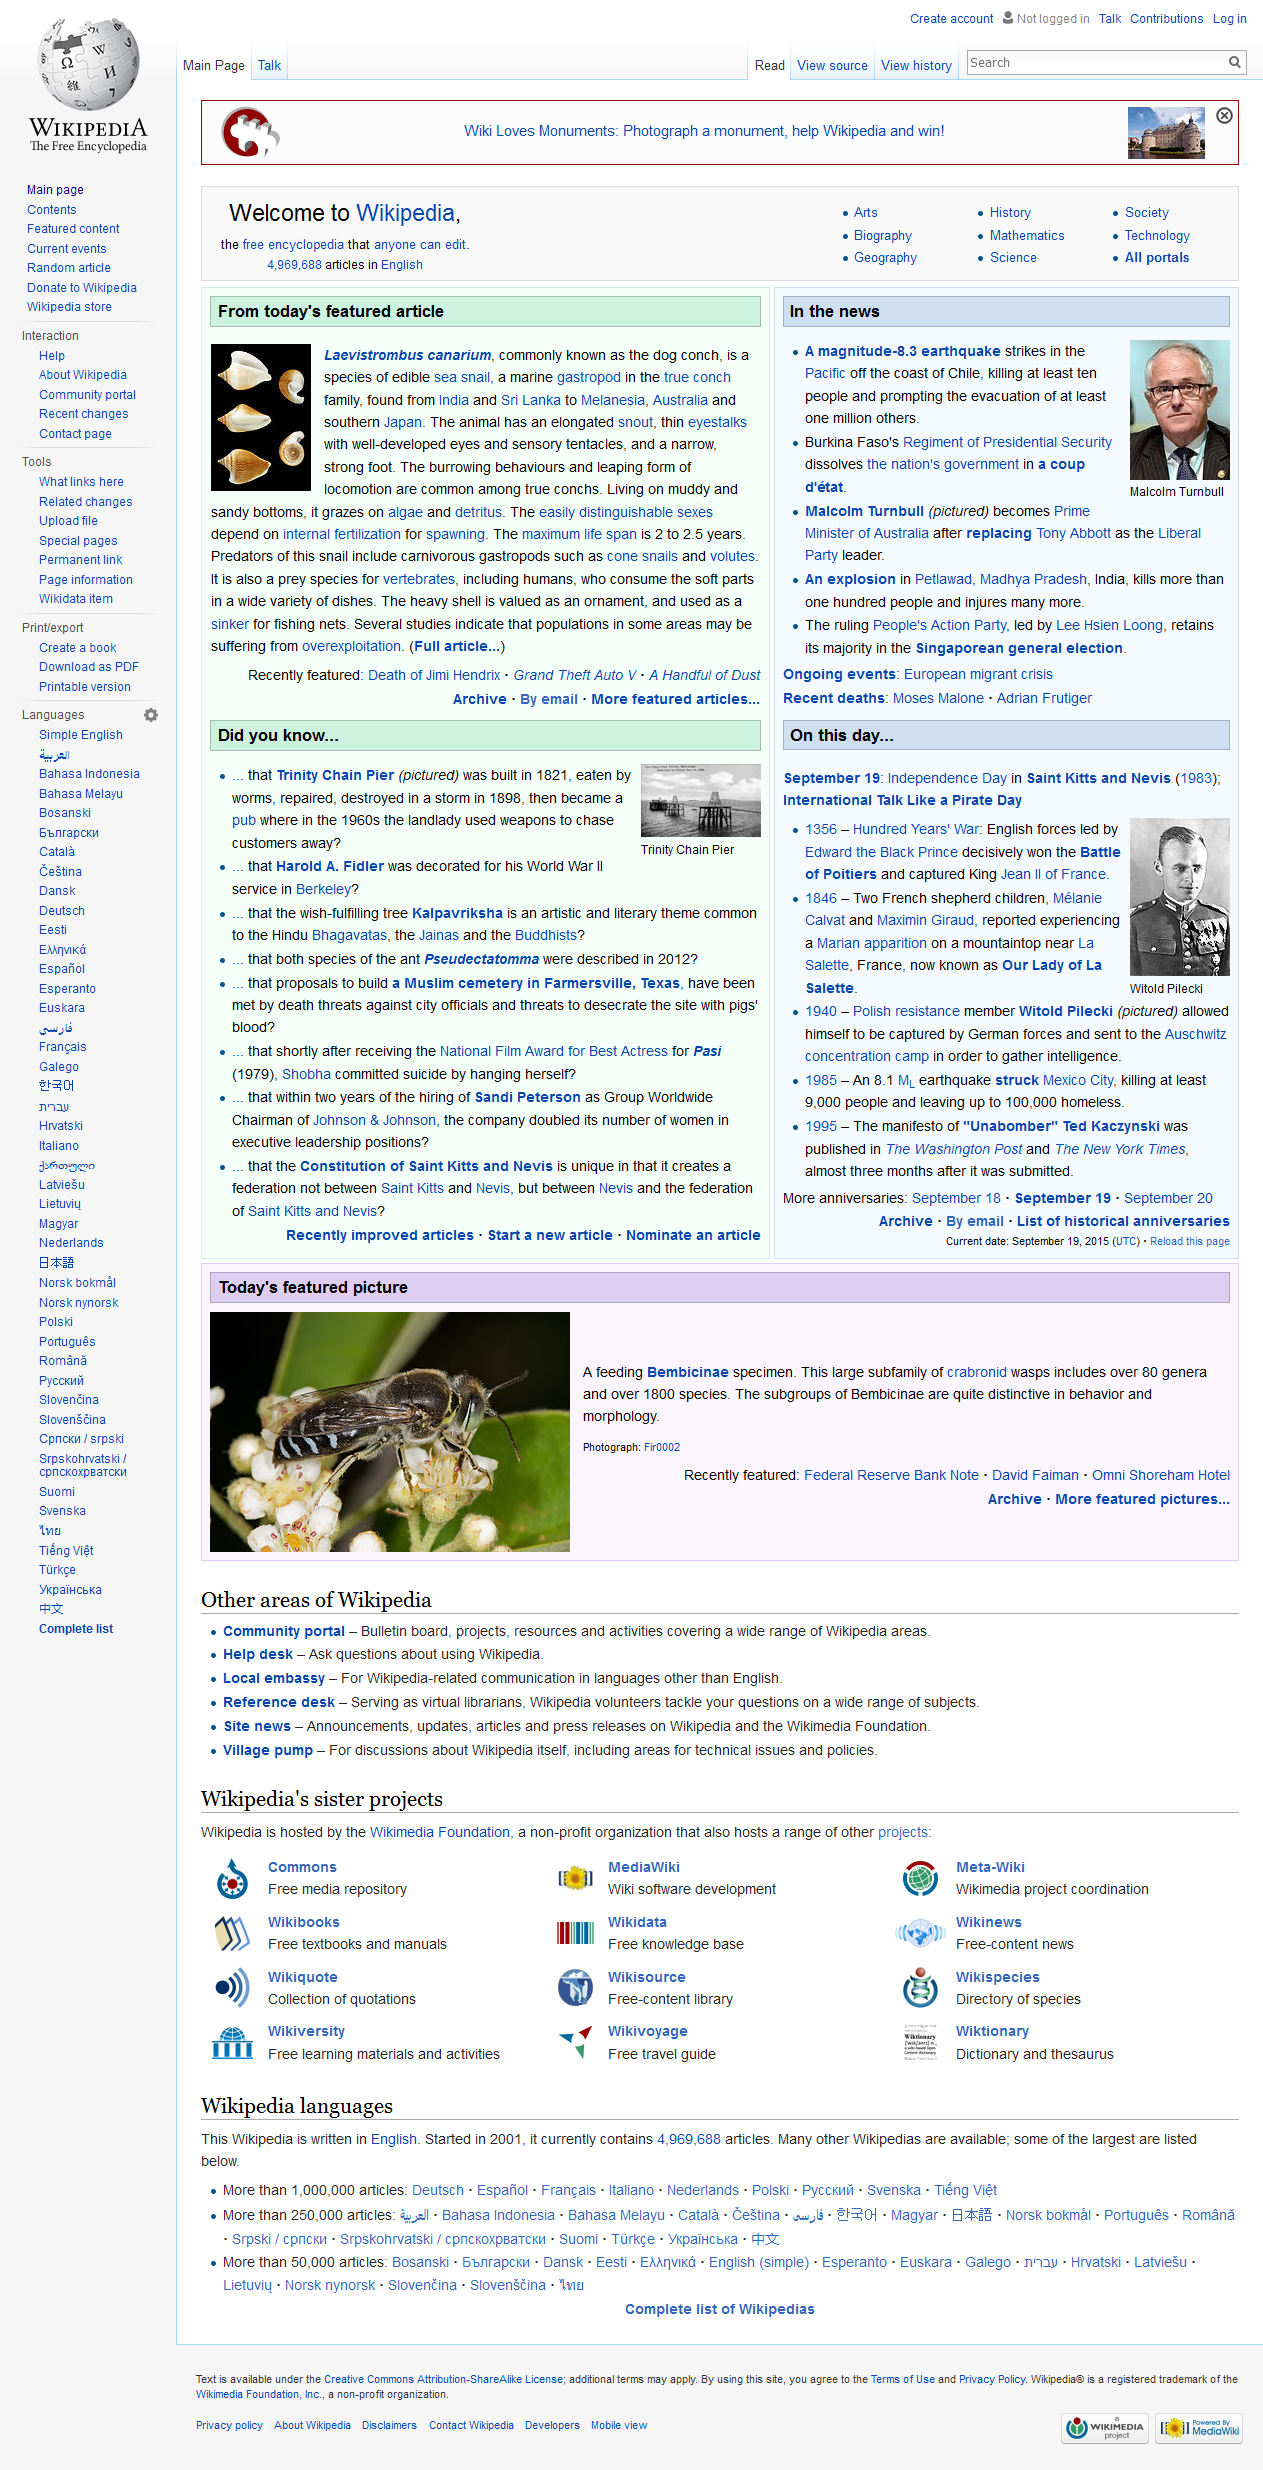 Create account Not logged in Talk Contributions Log in
Main Page Talk Read View source View history Search
WIKIPEDIA
The Free Encyclopedia
Main page
Contents
Featured content
Current events
Random article
Donate to Wikipedia
Wikipedia store
Interaction
Help
About Wikipedia
Community portal
Recent changes
Contact page
Tools
What links here
Related changes
Upload file
Special pages
Permanent link
Page information
Wikidata item
Print/export
Create a book
Download as PDF
Printable version
Languages
Simple English
العربية
Bahasa Indonesia
Bahasa Melayu
Bosanski
Български
Català
Čeština
Dansk
Deutsch
Eesti
Ελληνικά
Español
Esperanto
Euskara
فارسی
Français
Galego
한국어
עברית
Hrvatski
Italiano
ქართული
Latviešu
Lietuvių
Magyar
Nederlands
日本語
Norsk bokmål
Norsk nynorsk
Polski
Português
Română
Русский
Slovenčina
Slovenščina
Српски / srpski
Srpskohrvatski /
српскохрватски
Suomi
Svenska
ไทย
Tiếng Việt
Türkçe
Українська
中文
Complete list
Wiki Loves Monuments: Photograph a monument, help Wikipedia and win!
Welcome to Wikipedia,
the free encyclopedia that anyone can edit.
4,969,688 articles in English
Arts History Society
Biography Mathematics Technology
Geography Science All portals
From today's featured article
Laevistrombus canarium, commonly known as the dog conch, is a
species of edible sea snail, a marine gastropod in the true conch
family, found from India and Sri Lanka to Melanesia, Australia and
southern Japan. The animal has an elongated snout, thin eyestalks
with well-developed eyes and sensory tentacles, and a narrow,
strong foot. The burrowing behaviours and leaping form of
locomotion are common among true conchs. Living on muddy and
sandy bottoms, it grazes on algae and detritus. The easily distinguishable sexes
depend on internal fertilization for spawning. The maximum life span is 2 to 2.5 years.
Predators of this snail include carnivorous gastropods such as cone snails and volutes.
It is also a prey species for vertebrates, including humans, who consume the soft parts
in a wide variety of dishes. The heavy shell is valued as an ornament, and used as a
sinker for fishing nets. Several studies indicate that populations in some areas may be
suffering from overexploitation. (Full article...)
Recently featured: Death of Jimi Hendrix · Grand Theft Auto V · A Handful of Dust
Archive · By email · More featured articles...
Did you know...
... that Trinity Chain Pier (pictured) was built in 1821, eaten by
worms, repaired, destroyed in a storm in 1898, then became a
pub where in the 1960s the landlady used weapons to chase
customers away?
Trinity Chain Pier
... that Harold A. Fidler was decorated for his World War II
service in Berkeley?
... that the wish-fulfilling tree Kalpavriksha is an artistic and literary theme common
to the Hindu Bhagavatas, the Jainas and the Buddhists?
... that both species of the ant Pseudectatomma were described in 2012?
... that proposals to build a Muslim cemetery in Farmersville, Texas, have been
met by death threats against city officials and threats to desecrate the site with pigs'
blood?
... that shortly after receiving the National Film Award for Best Actress for Pasi
(1979), Shobha committed suicide by hanging herself?
... that within two years of the hiring of Sandi Peterson as Group Worldwide
Chairman of Johnson & Johnson, the company doubled its number of women in
executive leadership positions?
... that the Constitution of Saint Kitts and Nevis is unique in that it creates a
federation not between Saint Kitts and Nevis, but between Nevis and the federation
of Saint Kitts and Nevis?
Recently improved articles · Start a new article · Nominate an article
In the news
A magnitude-8.3 earthquake strikes in the
Pacific off the coast of Chile, killing at least ten
people and prompting the evacuation of at least
one million others.
Burkina Faso's Regiment of Presidential Security
dissolves the nation's government in a coup
d'état.
Malcolm Turnbull
Malcolm Turnbull (pictured) becomes Prime
Minister of Australia after replacing Tony Abbott as the Liberal
Party leader.
An explosion in Petlawad, Madhya Pradesh, India, kills more than
one hundred people and injures many more.
The ruling People's Action Party, led by Lee Hsien Loong, retains
its majority in the Singaporean general election.
Ongoing events: European migrant crisis
Recent deaths: Moses Malone · Adrian Frutiger
On this day...
September 19: Independence Day in Saint Kitts and Nevis (1983);
International Talk Like a Pirate Day
1356 – Hundred Years' War: English forces led by
Edward the Black Prince decisively won the Battle
of Poitiers and captured King Jean II of France.
1846 – Two French shepherd children, Mélanie
Calvat and Maximin Giraud, reported experiencing
a Marian apparition on a mountaintop near La
Salette, France, now known as Our Lady of La
Salette.
Witold Pilecki
1940 – Polish resistance member Witold Pilecki (pictured) allowed
himself to be captured by German forces and sent to the Auschwitz
concentration camp in order to gather intelligence.
1985 – An 8.1 ML earthquake struck Mexico City, killing at least
9,000 people and leaving up to 100,000 homeless.
1995 – The manifesto of "Unabomber" Ted Kaczynski was
published in The Washington Post and The New York Times,
almost three months after it was submitted.
More anniversaries: September 18 · September 19 · September 20
Archive · By email · List of historical anniversaries
Current date: September 19, 2015 (UTC) · Reload this page
Today's featured picture
A feeding Bembicinae specimen. This large subfamily of crabronid wasps includes over 80 genera
and over 1800 species. The subgroups of Bembicinae are quite distinctive in behavior and
morphology.
Photograph: Fir0002
Recently featured: Federal Reserve Bank Note · David Faiman · Omni Shoreham Hotel
Archive · More featured pictures...
Other areas of Wikipedia
Community portal – Bulletin board, projects, resources and activities covering a wide range of Wikipedia areas.
Help desk – Ask questions about using Wikipedia.
Local embassy – For Wikipedia-related communication in languages other than English.
Reference desk – Serving as virtual librarians, Wikipedia volunteers tackle your questions on a wide range of subjects.
Site news – Announcements, updates, articles and press releases on Wikipedia and the Wikimedia Foundation.
Village pump – For discussions about Wikipedia itself, including areas for technical issues and policies.
Wikipedia's sister projects
Wikipedia is hosted by the Wikimedia Foundation, a non-profit organization that also hosts a range of other projects:
Commons MediaWiki Meta-Wiki
Free media repository Wiki software development Wikimedia project coordination
Wikibooks Wikidata Wikinews
Free textbooks and manuals Free knowledge base Free-content news
Wikiquote Wikisource Wikispecies
Collection of quotations Free-content library Directory of species
Wikiversity Wikivoyage Wiktionary
Free learning materials and activities Free travel guide Dictionary and thesaurus
Wikipedia languages
This Wikipedia is written in English. Started in 2001, it currently contains 4,969,688 articles. Many other Wikipedias are available; some of the largest are listed
below.
More than 1,000,000 articles: Deutsch · Español · Français · Italiano · Nederlands · Polski · Русский · Svenska · Tiếng Việt
More than 250,000 articles: العربية · Bahasa Indonesia · Bahasa Melayu · Català · Čeština · فارسی · 한국어 · Magyar · 日本語 · Norsk bokmål · Português · Română
· Srpski / српски · Srpskohrvatski / српскохрватски · Suomi · Türkçe · Українська · 中文
More than 50,000 articles: Bosanski · Български · Dansk · Eesti · Ελληνικά · English (simple) · Esperanto · Euskara · Galego · עברית · Hrvatski · Latviešu ·
Lietuvių · Norsk nynorsk · Slovenčina · Slovenščina · ไทย
Complete list of Wikipedias
Text is available under the Creative Commons Attribution-ShareAlike License; additional terms may apply. By using this site, you agree to the Terms of Use and Privacy Policy. Wikipedia® is a registered trademark of the
Wikimedia Foundation, Inc., a non-profit organization.
Privacy policy About Wikipedia Disclaimers Contact Wikipedia Developers Mobile view
a
WIKIMEDIA
project
Powered By
MediaWiki